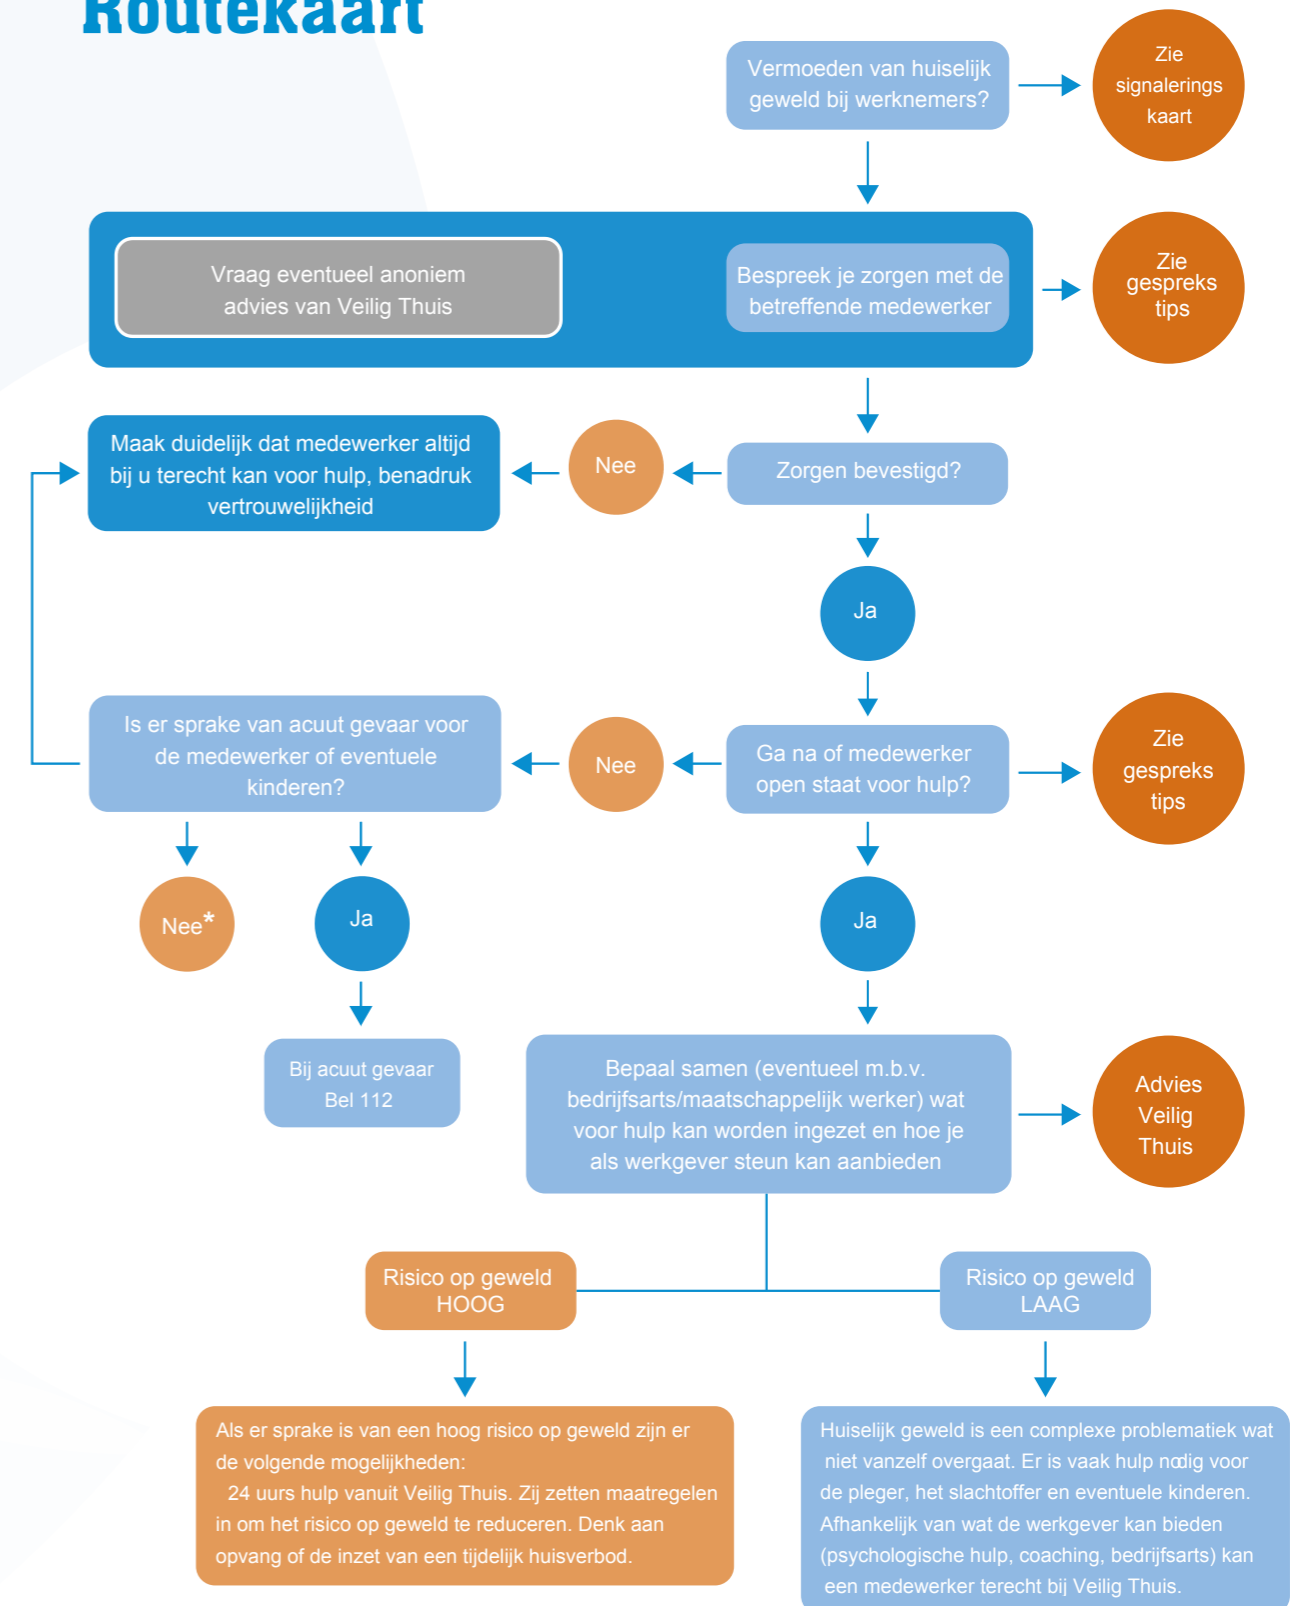 Routekaart
Vermoeden van huiselijk
geweld bij werknemers?
Zie
signalerings
kaart
Vraag eventueel anoniem
advies van Veilig Thuis
Bespreek je zorgen met de
betreffende medewerker
Zie
gespreks
tips
Maak duidelijk dat medewerker altijd
bij u terecht kan voor hulp, benadruk
vertrouwelijkheid
Nee
Zorgen bevestigd?
Ja
Is er sprake van acuut gevaar voor
de medewerker of eventuele
kinderen?
Nee
Ga na of medewerker
open staat voor hulp?
Zie
gespreks
tips
Nee*
Ja
Ja
Bij acuut gevaar
Bel 112
Bepaal samen (eventueel m.b.v.
bedrijfsarts/maatschappelijk werker) wat
voor hulp kan worden ingezet en hoe je
als werkgever steun kan aanbieden
Advies
Veilig
Thuis
Risico op geweld
HOOG
Risico op geweld
LAAG
Als er sprake is van een hoog risico op geweld zijn er
de volgende mogelijkheden:
24 uurs hulp vanuit Veilig Thuis. Zij zetten maatregelen
in om het risico op geweld te reduceren. Denk aan
opvang of de inzet van een tijdelijk huisverbod.
Huiselijk geweld is een complexe problematiek wat
niet vanzelf overgaat. Er is vaak hulp nodig voor
de pleger, het slachtoffer en eventuele kinderen.
Afhankelijk van wat de werkgever kan bieden
(psychologische hulp, coaching, bedrijfsarts) kan
een medewerker terecht bij Veilig Thuis.